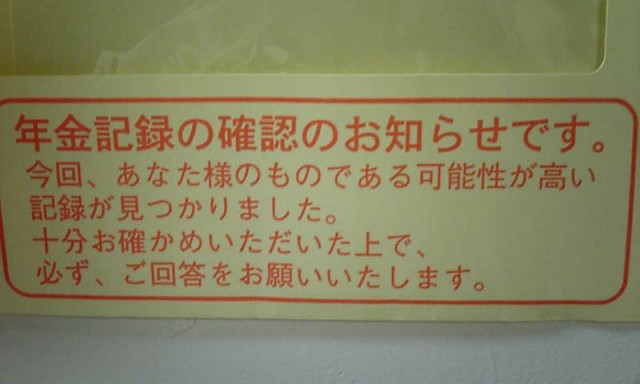 年金記録の確認のお知らせです。
今回、あなた様のものである可能性が高い
記録が見つかりました。
十分お確かめいただいた上で、
必ず、ご回答をお願いいたします。